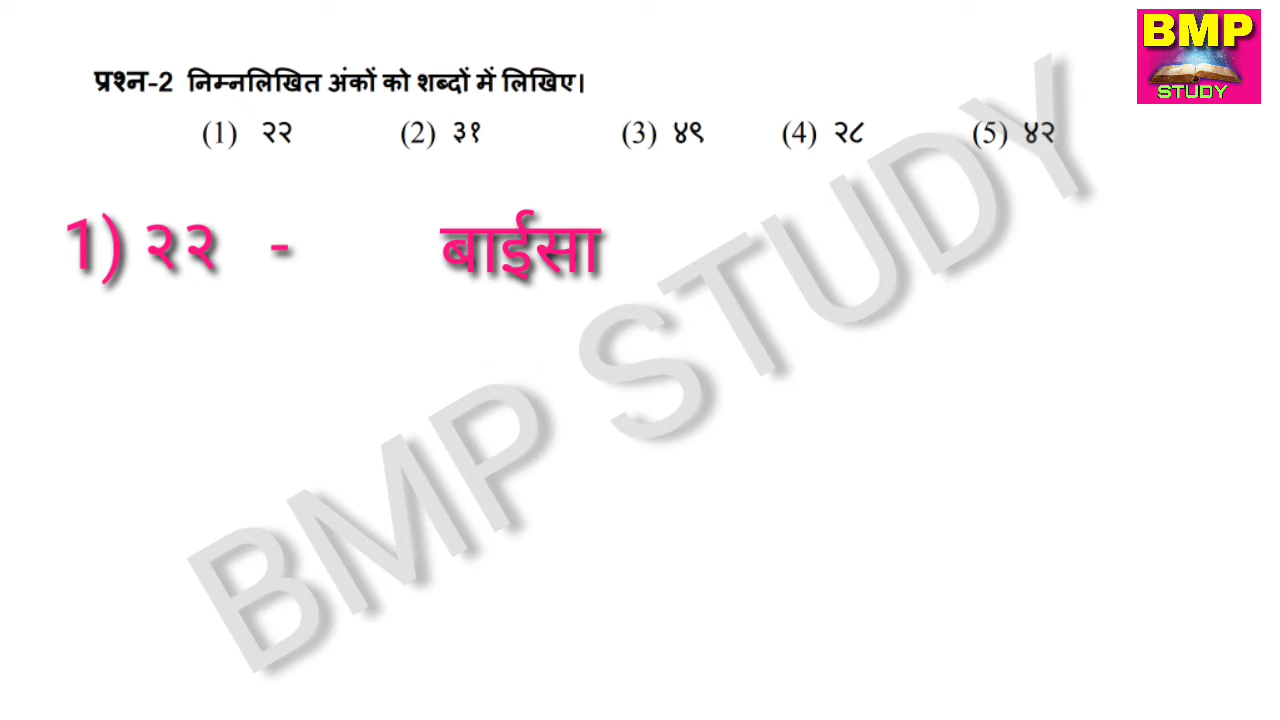 BMP
STUDY
प्रश्न-2 निम्नलिखित अंकों को शब्दों में लिखिए।
(1) २२ (2) ३१ (3) ४९ (4) २८ (5) ४२
1) २२ - बाईसा
BMP STUDY